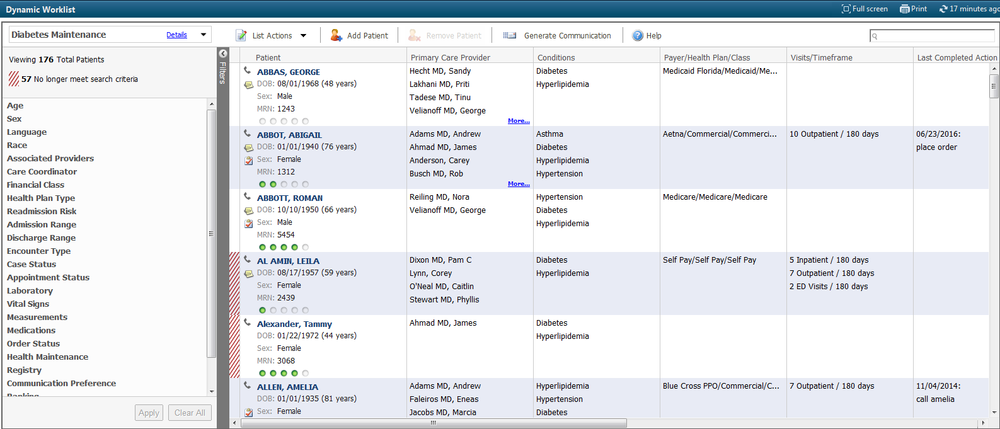 Dynamic Worklist
Full screen
Print
17 minutes ago
Diabetes Maintenance
Details
List Actions
Add Patient
Remove Patient
Generate Communication
Help
Viewing 176 Total Patients
57 No longer meet search criteria
Filters
Age
Sex
Language
Race
Associated Providers
Care Coordinator
Financial Class
Health Plan Type
Readmission Risk
Admission Range
Discharge Range
Encounter Type
Case Status
Appointment Status
Laboratory
Vital Signs
Measurements
Medications
Order Status
Health Maintenance
Registry
Communication Preference
Ranking
Apply
Clear All
Patient
Primary Care Provider
Conditions
Payer/Health Plan/Class
Visits/Timeframe
Last Completed Action
ABBAS, GEORGE
DOB: 08/01/1968 (48 years)
Sex: Male
MRN: 1243
Hecht MD, Sandy
Lakhani MD, Priti
Tadese MD, Tinu
Velianoff MD, George
More...
Diabetes
Hyperlipidemia
Medicaid Florida/Medicaid/Me...
ABBOT, ABIGAIL
DOB: 01/01/1940 (76 years)
Sex: Female
MRN: 1312
Adams MD, Andrew
Ahmad MD, James
Anderson, Carey
Busch MD, Rob
More...
Asthma
Diabetes
Hyperlipidemia
Hypertension
Aetna/Commercial/Commerci...
10 Outpatient / 180 days
06/23/2016:
place order
ABBOTT, ROMAN
DOB: 10/10/1950 (66 years)
Sex: Male
MRN: 5454
Reiling MD, Nora
Velianoff MD, George
Hypertension
Diabetes
Hyperlipidemia
Medicare/Medicare/Medicare
AL AMIN, LEILA
DOB: 08/17/1957 (59 years)
Sex: Female
MRN: 2439
Dixon MD, Pam C
Lynn, Corey
O'Neal MD, Caitlin
Stewart MD, Phyllis
Diabetes
Hyperlipidemia
Self Pay/Self Pay/Self Pay
5 Inpatient / 180 days
7 Outpatient / 180 days
2 ED Visits / 180 days
Alexander, Tammy
DOB: 01/22/1972 (44 years)
Sex: Female
MRN: 3068
Ahmad MD, James
Diabetes
Hyperlipidemia
ALLEN, AMELIA
DOB: 01/01/1935 (81 years)
Sex: Female
Adams MD, Andrew
Faleiros MD, Eneas
Jacobs MD, Marcia
Hyperlipidemia
Hypertension
Diabetes
Blue Cross PPO/Commercial/C...
7 Outpatient / 180 days
11/04/2014:
call amelia